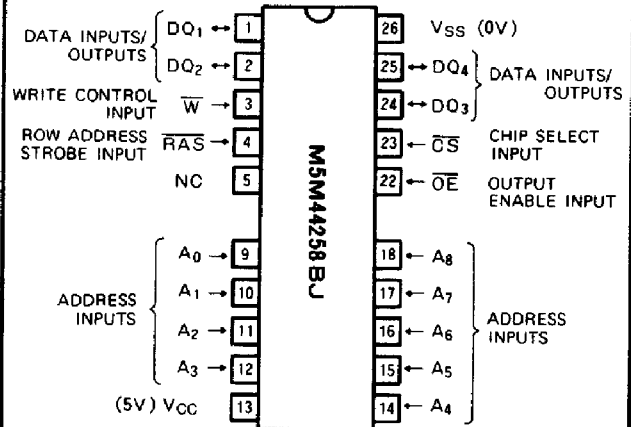 DATA INPUTS/
OUTPUTS
DQ₁ ↔ 1
DQ₂ ↔ 2
WRITE CONTROL
INPUT
W̅ → 3
ROW ADDRESS
STROBE INPUT
R̅A̅S̅ → 4
NC 5
ADDRESS
INPUTS
A₀ → 9
A₁ → 10
A₂ → 11
A₃ → 12
(5V) VCC 13
M5M44258BJ
26 VSS (0V)
25 ↔ DQ₄
24 ↔ DQ₃
DATA INPUTS/
OUTPUTS
23 ← C̅S̅
CHIP SELECT
INPUT
22 ← O̅E̅
OUTPUT
ENABLE INPUT
18 ← A₈
17 ← A₇
16 ← A₆
15 ← A₅
14 ← A₄
ADDRESS
INPUTS